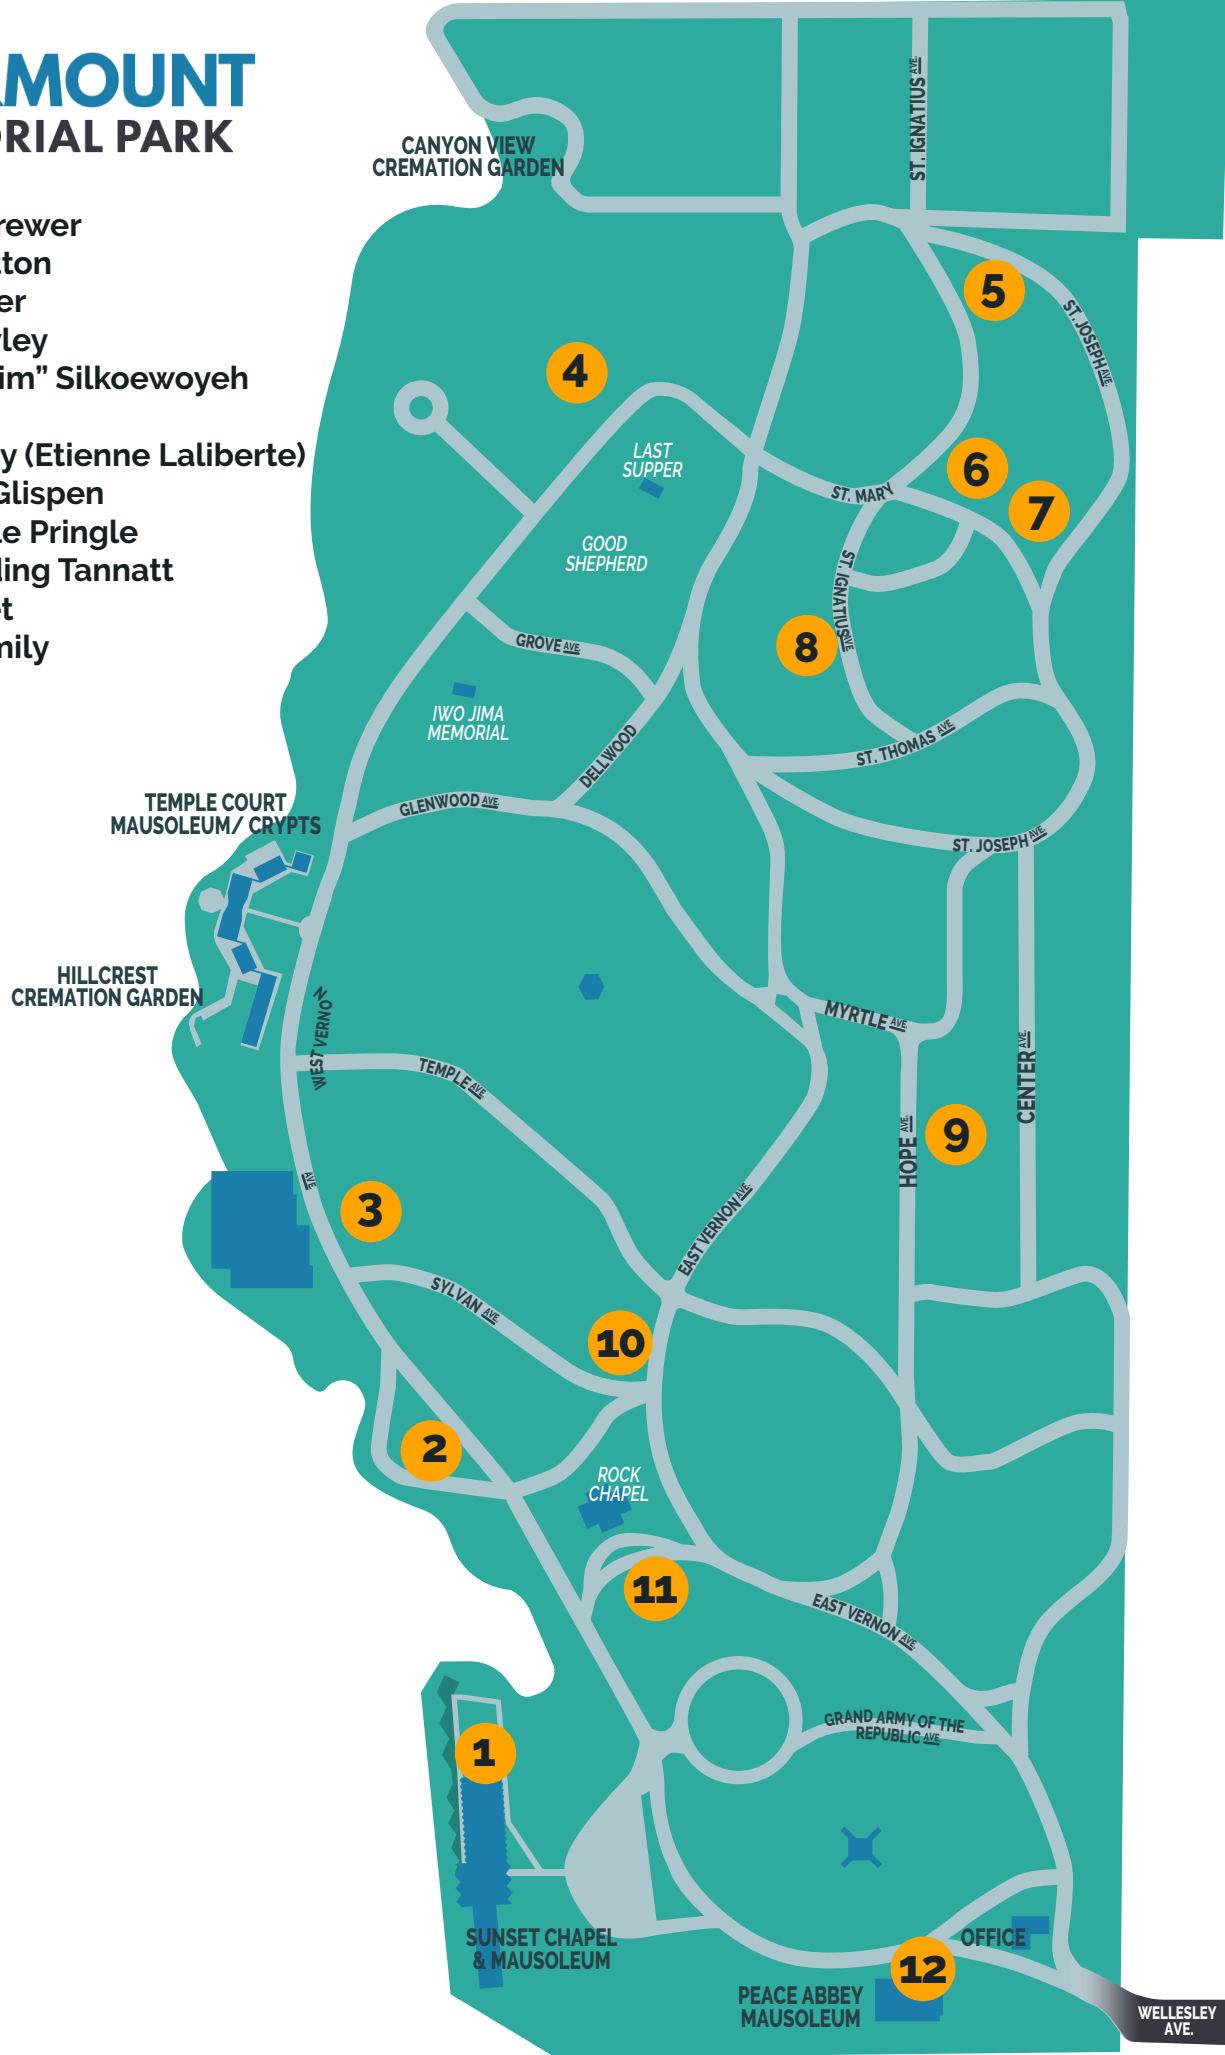 RMOUNT
ORIAL PARK
rewer
ton
er
ley
im” Silkoewoyeh
y (Etienne Laliberte)
Glispen
le Pringle
ling Tannatt
t
nily
CANYON VIEW
CREMATION GARDEN
ST. IGNATIUS AVE.
5
ST. JOSEPH AVE.
4
LAST
SUPPER
6
ST. MARY
7
GOOD
SHEPHERD
ST. IGNATIUS AVE
8
GROVE AVE.
IWO JIMA
MEMORIAL
DELLWOOD
ST. THOMAS AVE.
TEMPLE COURT
MAUSOLEUM/ CRYPTS
GLENWOOD AVE.
ST. JOSEPH AVE.
HILLCREST
CREMATION GARDEN
WEST VERNON
AVE
MYRTLE AVE.
CENTER AVE.
TEMPLE AVE.
HOPE AVE.
9
3
EAST VERNON AVE.
SYLVAN AVE.
10
2
ROCK
CHAPEL
11
EAST VERNON AVE.
GRAND ARMY OF THE
REPUBLIC AVE.
1
SUNSET CHAPEL
& MAUSOLEUM
OFFICE
12
PEACE ABBEY
MAUSOLEUM
WELLESLEY
AVE.